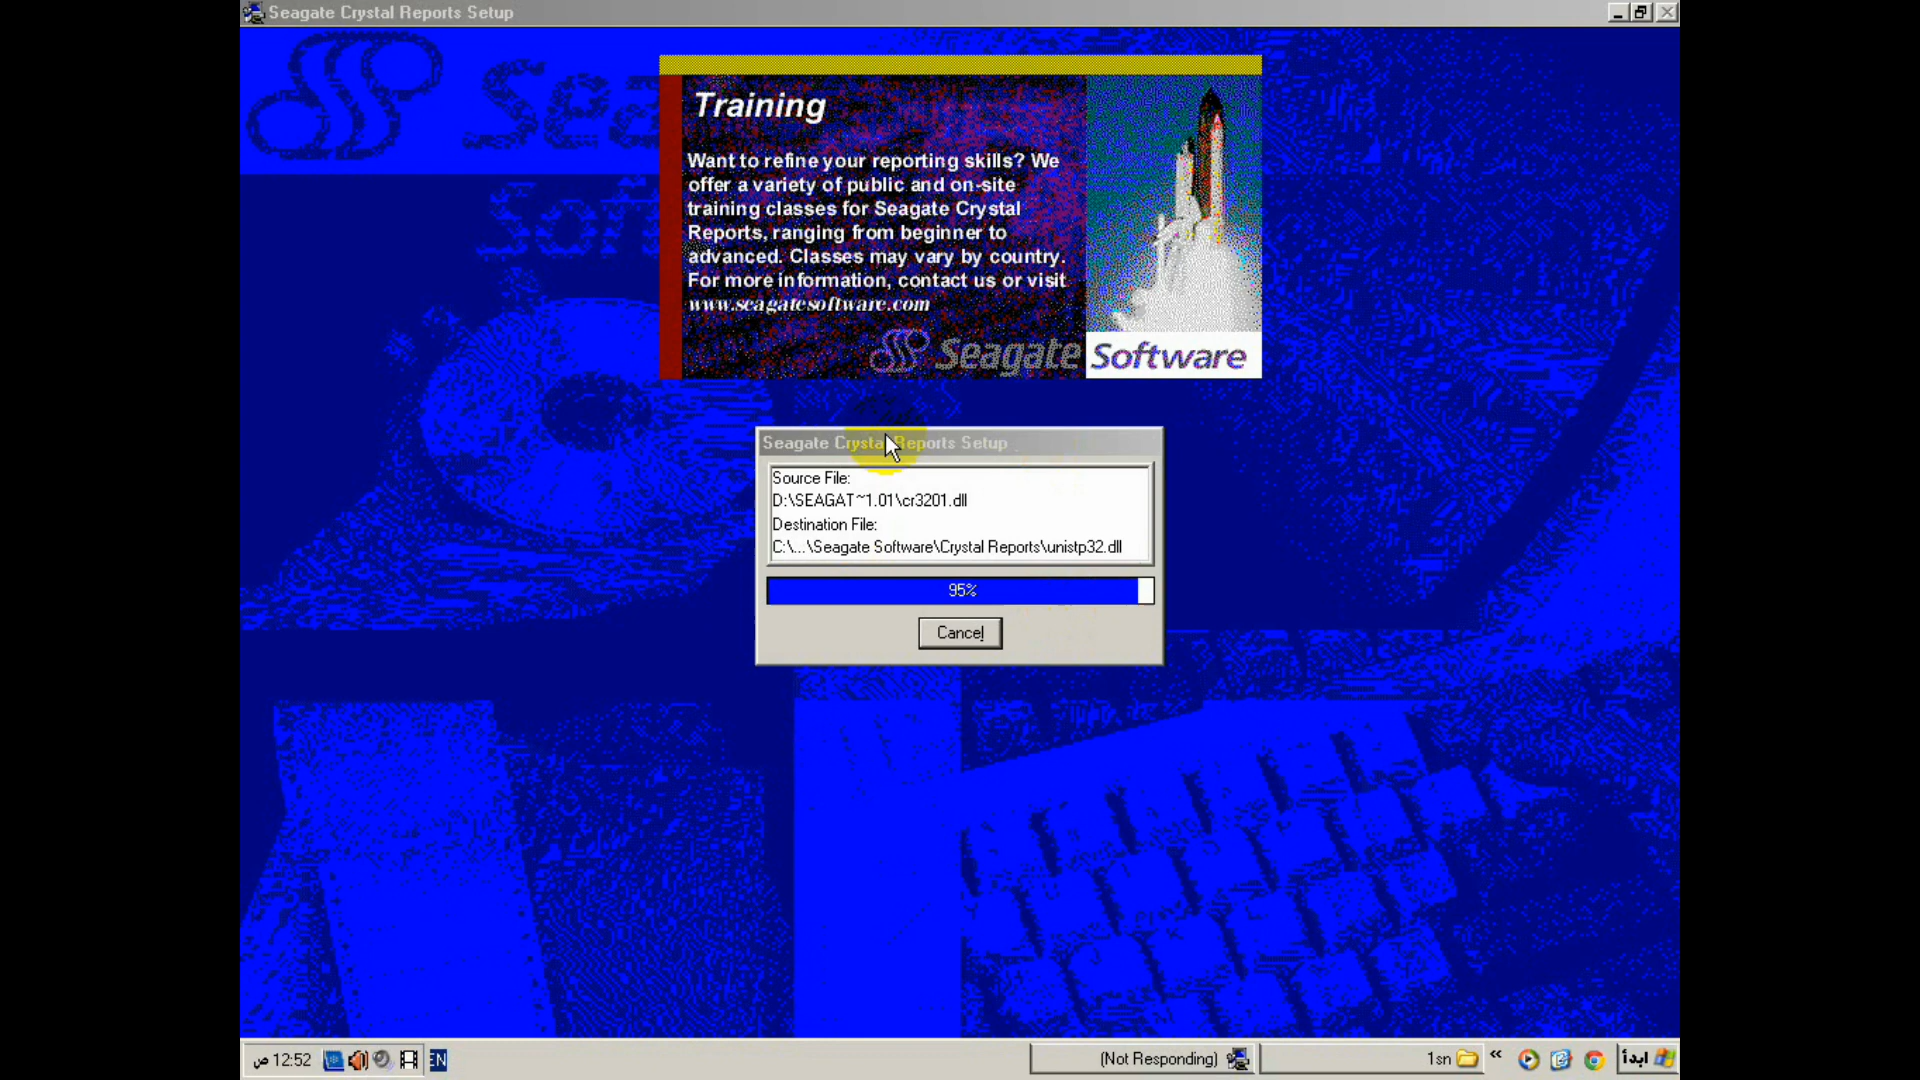 Seagate Crystal Reports Setup
Sea
Soft
Training
Want to refine your reporting skills? We
offer a variety of public and on-site
training classes for Seagate Crystal
Reports, ranging from beginner to
advanced. Classes may vary by country.
For more information, contact us or visit
www.seagatesoftware.com
Seagate Software
Seagate Crystal Reports Setup
Source File:
D:\SEAGAT~1.01\cr3201.dll
Destination File:
C:\...\Seagate Software\Crystal Reports\unistp32.dll
95%
Cancel
ابدأ
«
1sn
(Not Responding)
EN
12:52 ص